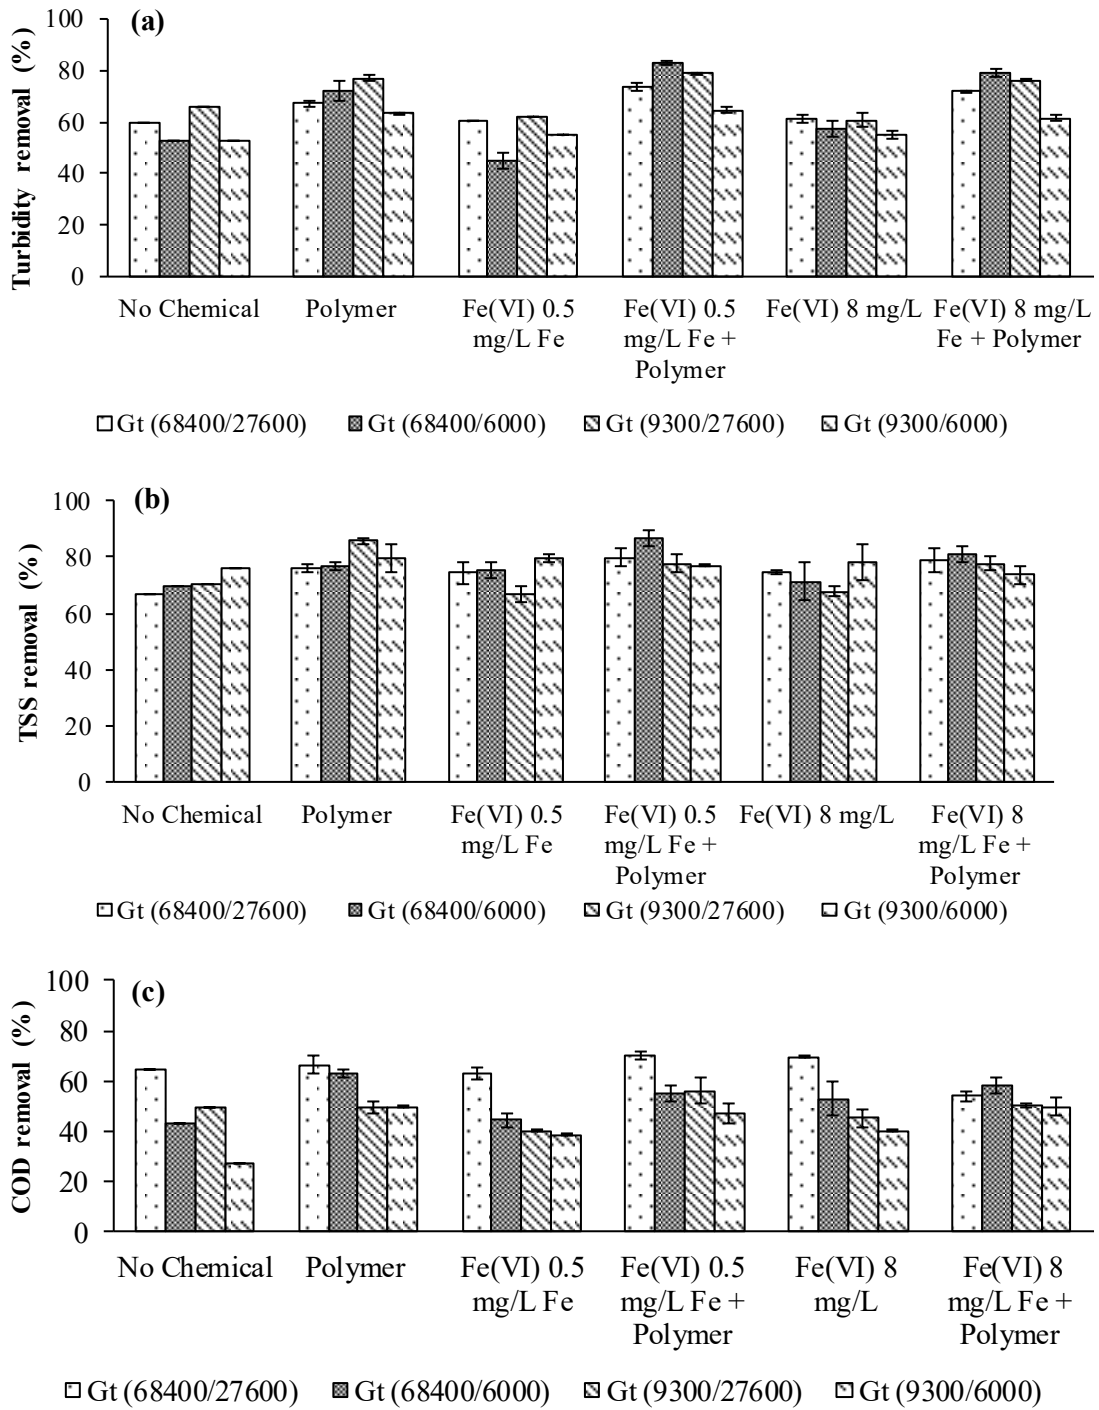 (a)
Turbidity removal (%)
100
80
60
40
20
0
No Chemical
Polymer
Fe(VI) 0.5
mg/L Fe
Fe(VI) 0.5
mg/L Fe +
Polymer
Fe(VI) 8 mg/L
Fe(VI) 8 mg/L
Fe + Polymer
Gt (68400/27600)
Gt (68400/6000)
Gt (9300/27600)
Gt (9300/6000)
(b)
TSS removal (%)
100
80
60
40
20
0
No Chemical
Polymer
Fe(VI) 0.5
mg/L Fe
Fe(VI) 0.5
mg/L Fe +
Polymer
Fe(VI) 8 mg/L
Fe(VI) 8
mg/L Fe +
Polymer
Gt (68400/27600)
Gt (68400/6000)
Gt (9300/27600)
Gt (9300/6000)
(c)
COD removal (%)
100
80
60
40
20
0
No Chemical
Polymer
Fe(VI) 0.5
mg/L Fe
Fe(VI) 0.5
mg/L Fe +
Polymer
Fe(VI) 8
mg/L
Fe(VI) 8
mg/L Fe +
Polymer
Gt (68400/27600)
Gt (68400/6000)
Gt (9300/27600)
Gt (9300/6000)